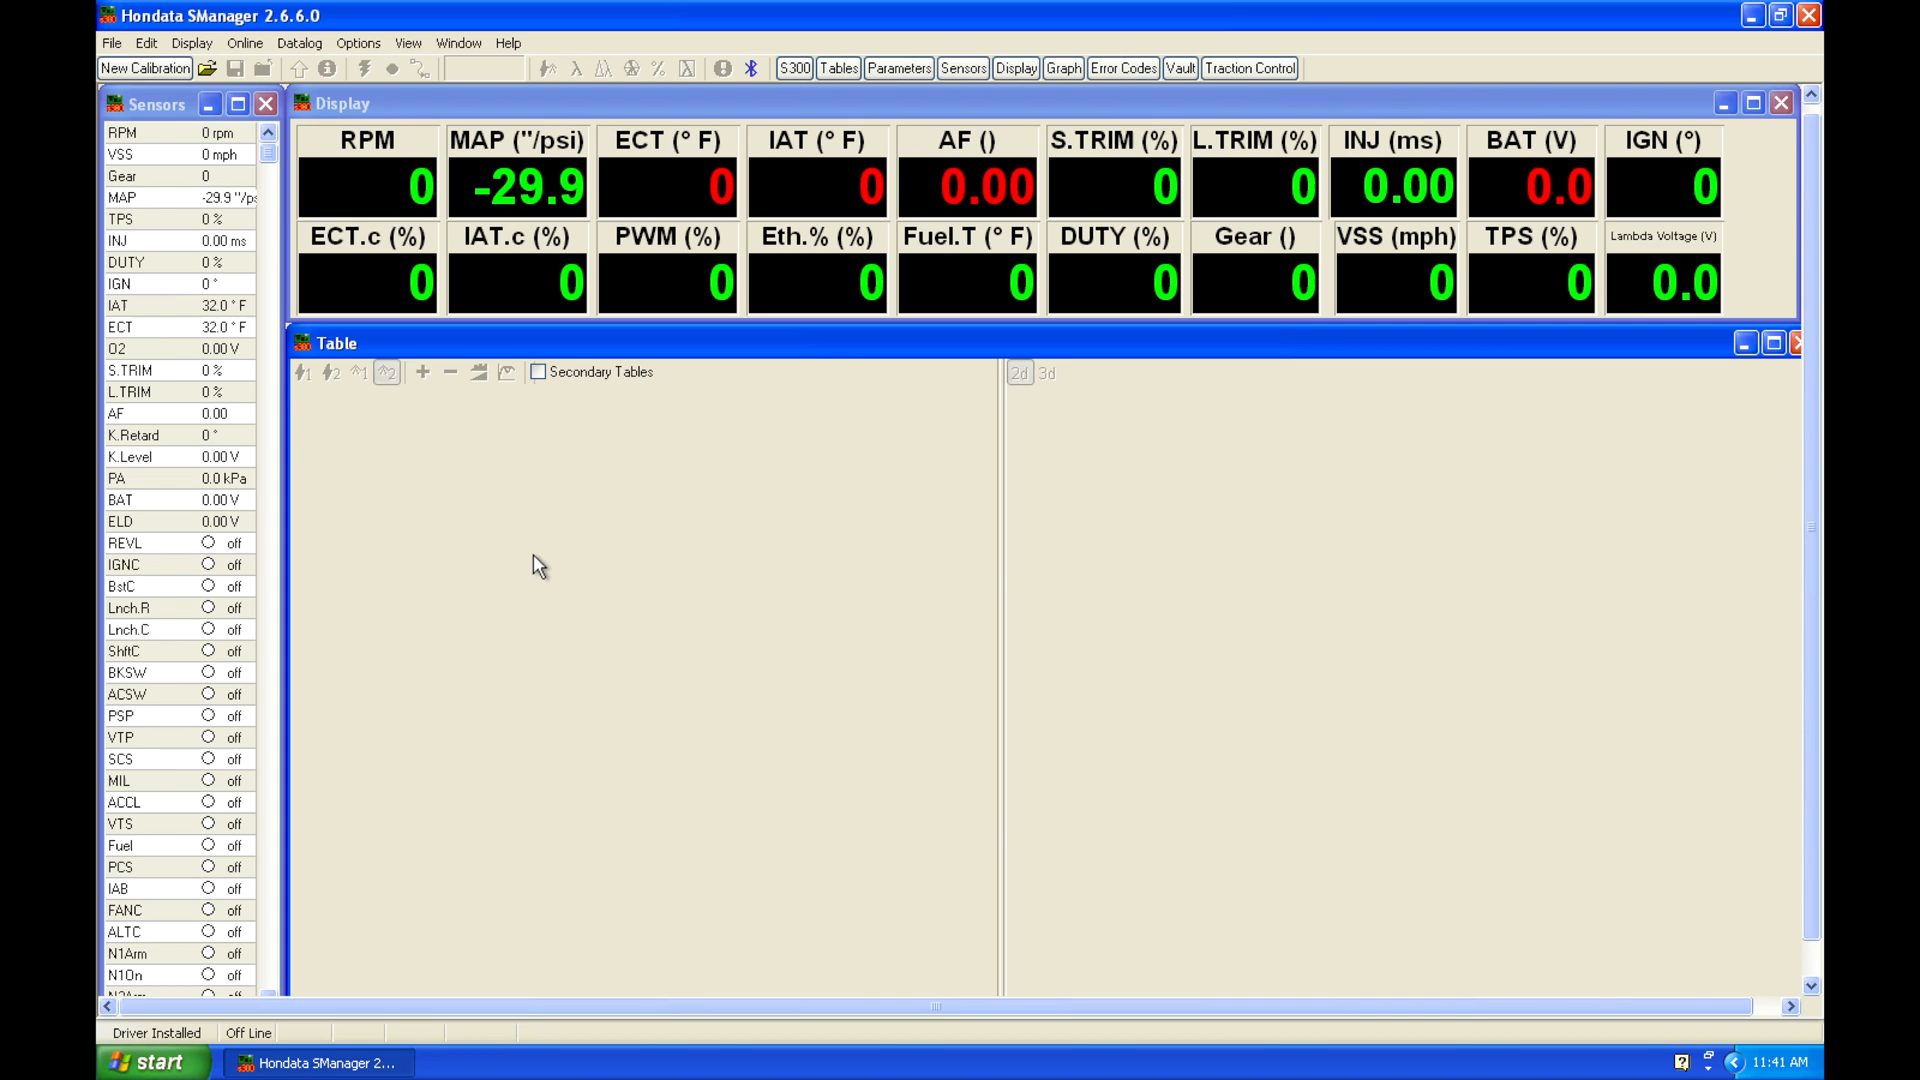 Hondata SManager 2.6.6.0
File Edit Display Online Datalog Options View Window Help
New Calibration S300 Tables Parameters Sensors Display Graph Error Codes Vault Traction Control
Sensors
RPM 0 rpm
VSS 0 mph
Gear 0
MAP -29.9 "/ps
TPS 0 %
INJ 0.00 ms
DUTY 0 %
IGN 0 °
IAT 32.0 ° F
ECT 32.0 ° F
O2 0.00 V
S.TRIM 0 %
L.TRIM 0 %
AF 0.00
K.Retard 0 °
K.Level 0.00 V
PA 0.0 kPa
BAT 0.00 V
ELD 0.00 V
REVL off
IGNC off
BstC off
Lnch.R off
Lnch.C off
ShftC off
BKSW off
ACSW off
PSP off
VTP off
SCS off
MIL off
ACCL off
VTS off
Fuel off
PCS off
IAB off
FANC off
ALTC off
N1Arm off
N1On off
Display
RPM MAP ("/psi) ECT (° F) IAT (° F) AF () S.TRIM (%) L.TRIM (%) INJ (ms) BAT (V) IGN (°)
0 -29.9 0 0 0.00 0 0 0.00 0.0 0
ECT.c (%) IAT.c (%) PWM (%) Eth.% (%) Fuel.T (° F) DUTY (%) Gear () VSS (mph) TPS (%) Lambda Voltage (V)
0 0 0 0 0 0 0 0 0 0.0
Table
1 2 1 2 Secondary Tables 2d 3d
Driver Installed Off Line
start Hondata SManager 2... 11:41 AM